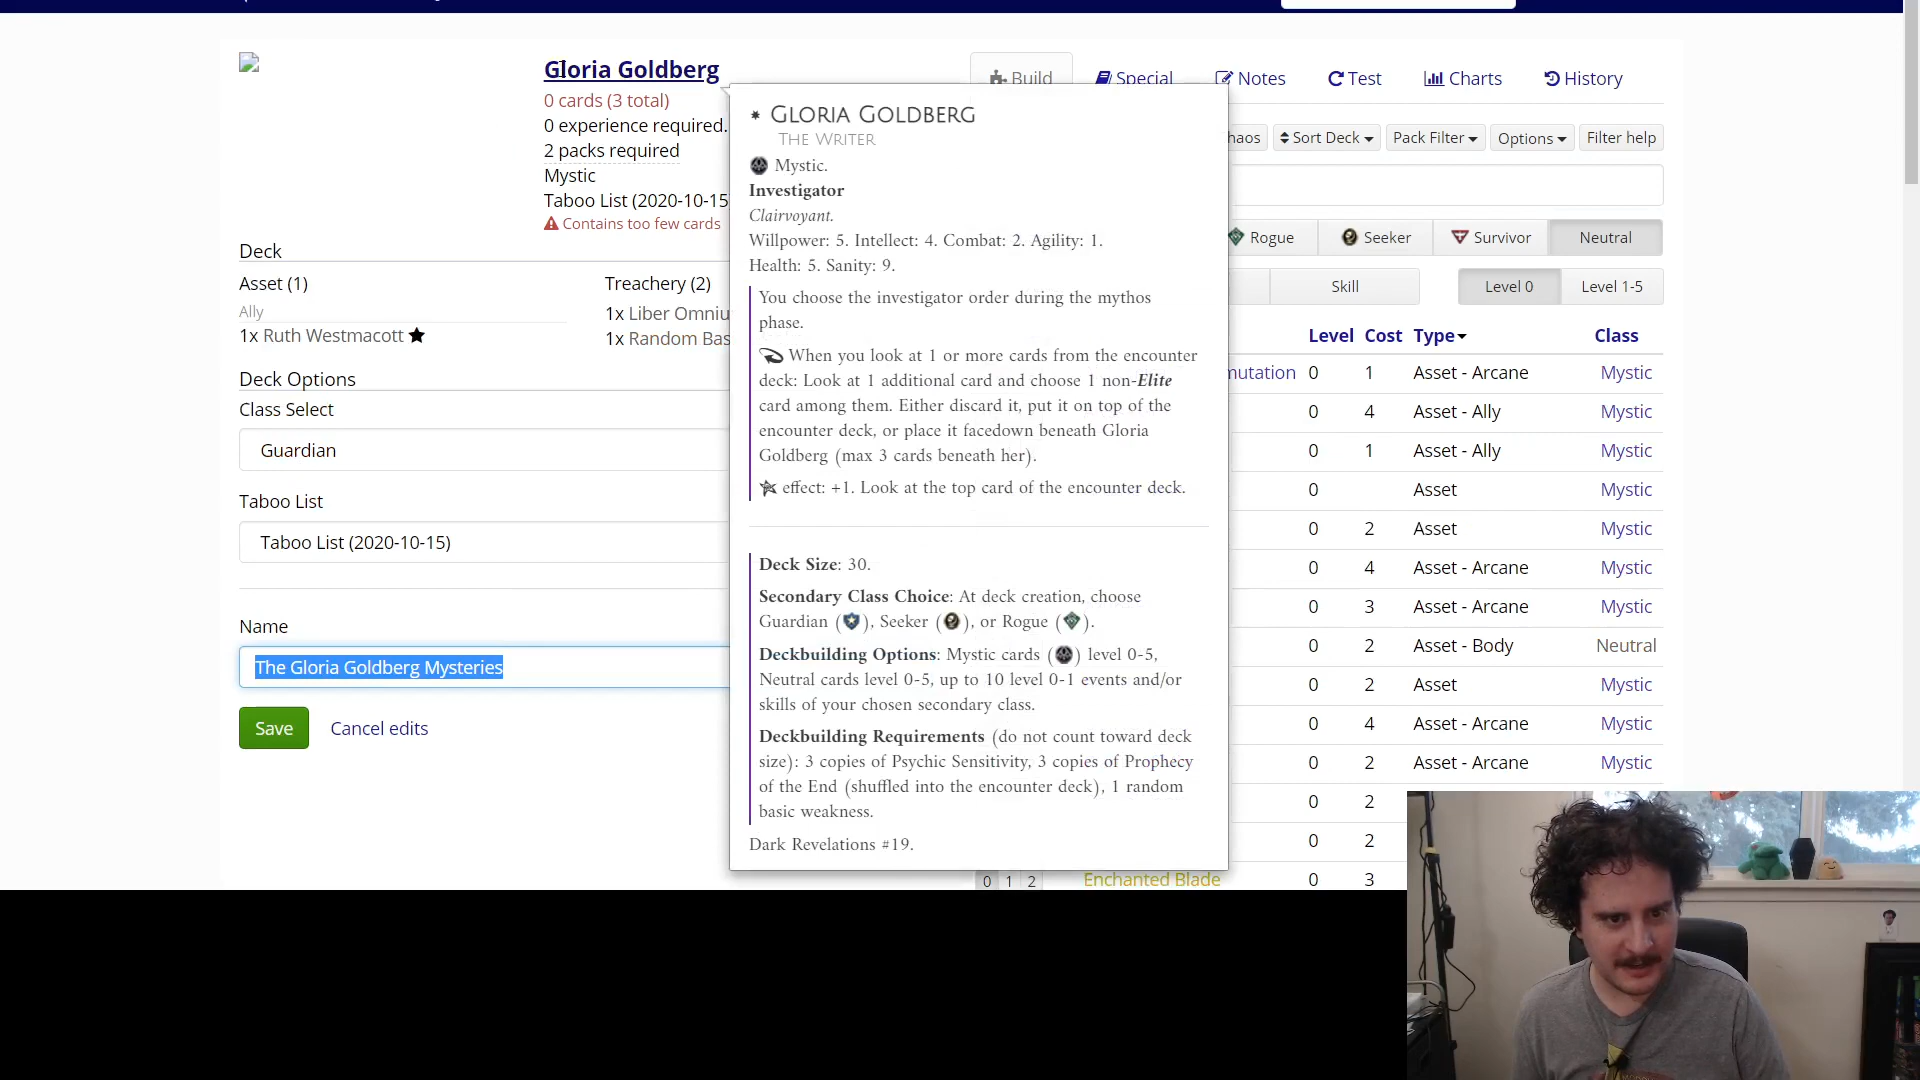 Gloria Goldberg
0 cards (3 total)
0 experience required.
2 packs required
Mystic
Taboo List (2020-10-15
Contains too few cards
Build
Special
Notes
Test
Charts
History
haos
Sort Deck
Pack Filter
Options
Filter help
Rogue
Seeker
Survivor
Neutral
Skill
Level 0
Level 1-5
Deck
Asset (1)
Ally
1x Ruth Westmacott
Treachery (2)
1x Liber Omniu
1x Random Bas
Deck Options
Class Select
Guardian
Taboo List
Taboo List (2020-10-15)
Name
The Gloria Goldberg Mysteries
Save
Cancel edits
GLORIA GOLDBERG
THE WRITER
Mystic.
Investigator
Clairvoyant.
Willpower: 5. Intellect: 4. Combat: 2. Agility: 1.
Health: 5. Sanity: 9.
You choose the investigator order during the mythos
phase.
When you look at 1 or more cards from the encounter
deck: Look at 1 additional card and choose 1 non-Elite
card among them. Either discard it, put it on top of the
encounter deck, or place it facedown beneath Gloria
Goldberg (max 3 cards beneath her).
effect: +1. Look at the top card of the encounter deck.
Deck Size: 30.
Secondary Class Choice: At deck creation, choose
Guardian ( ), Seeker ( ), or Rogue ( ).
Deckbuilding Options: Mystic cards ( ) level 0-5,
Neutral cards level 0-5, up to 10 level 0-1 events and/or
skills of your chosen secondary class.
Deckbuilding Requirements (do not count toward deck
size): 3 copies of Psychic Sensitivity, 3 copies of Prophecy
of the End (shuffled into the encounter deck), 1 random
basic weakness.
Dark Revelations #19.
Level Cost Type Class
mutation 0 1 Asset - Arcane Mystic
0 4 Asset - Ally Mystic
0 1 Asset - Ally Mystic
0 Asset Mystic
0 2 Asset Mystic
0 4 Asset - Arcane Mystic
0 3 Asset - Arcane Mystic
0 2 Asset - Body Neutral
0 2 Asset Mystic
0 4 Asset - Arcane Mystic
0 2 Asset - Arcane Mystic
0 2
0 2
0 1 2 Enchanted Blade 0 3